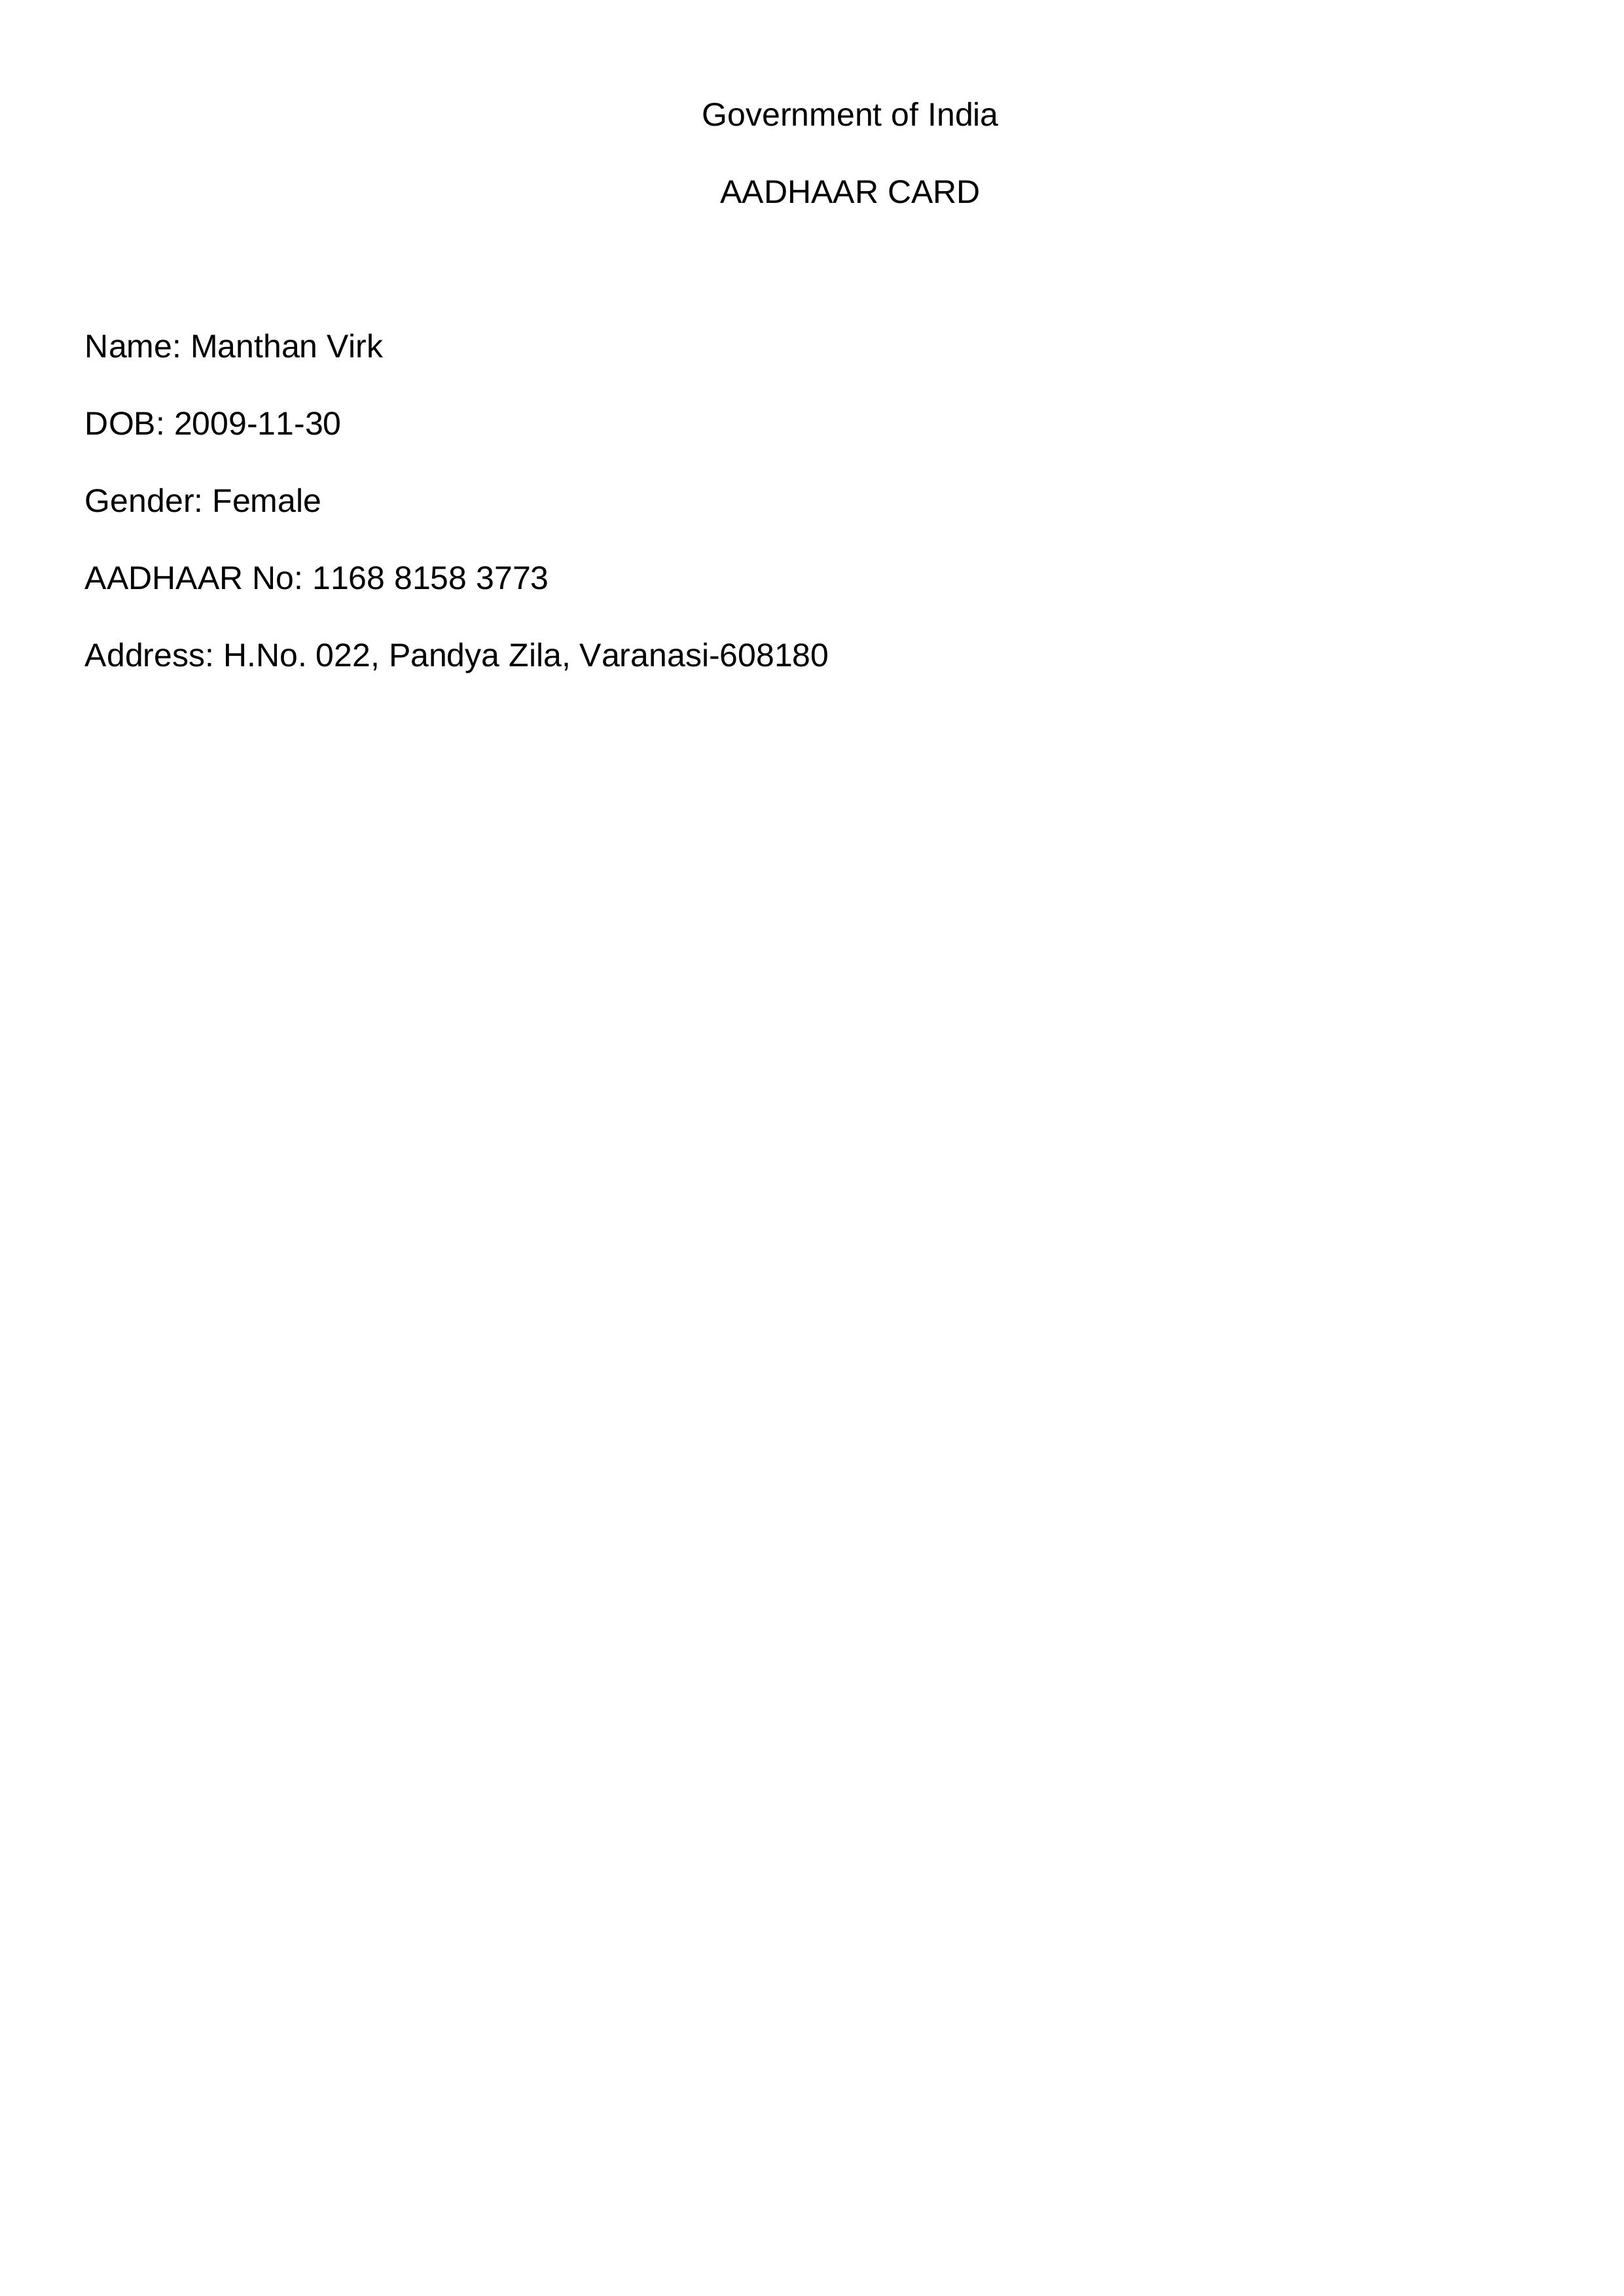 Government of India
AADHAAR CARD
Name: Manthan Virk
DOB: 2009-11-30
Gender: Female
AADHAAR No: 1168 8158 3773
Address: H.No. 022, Pandya Zila, Varanasi-608180